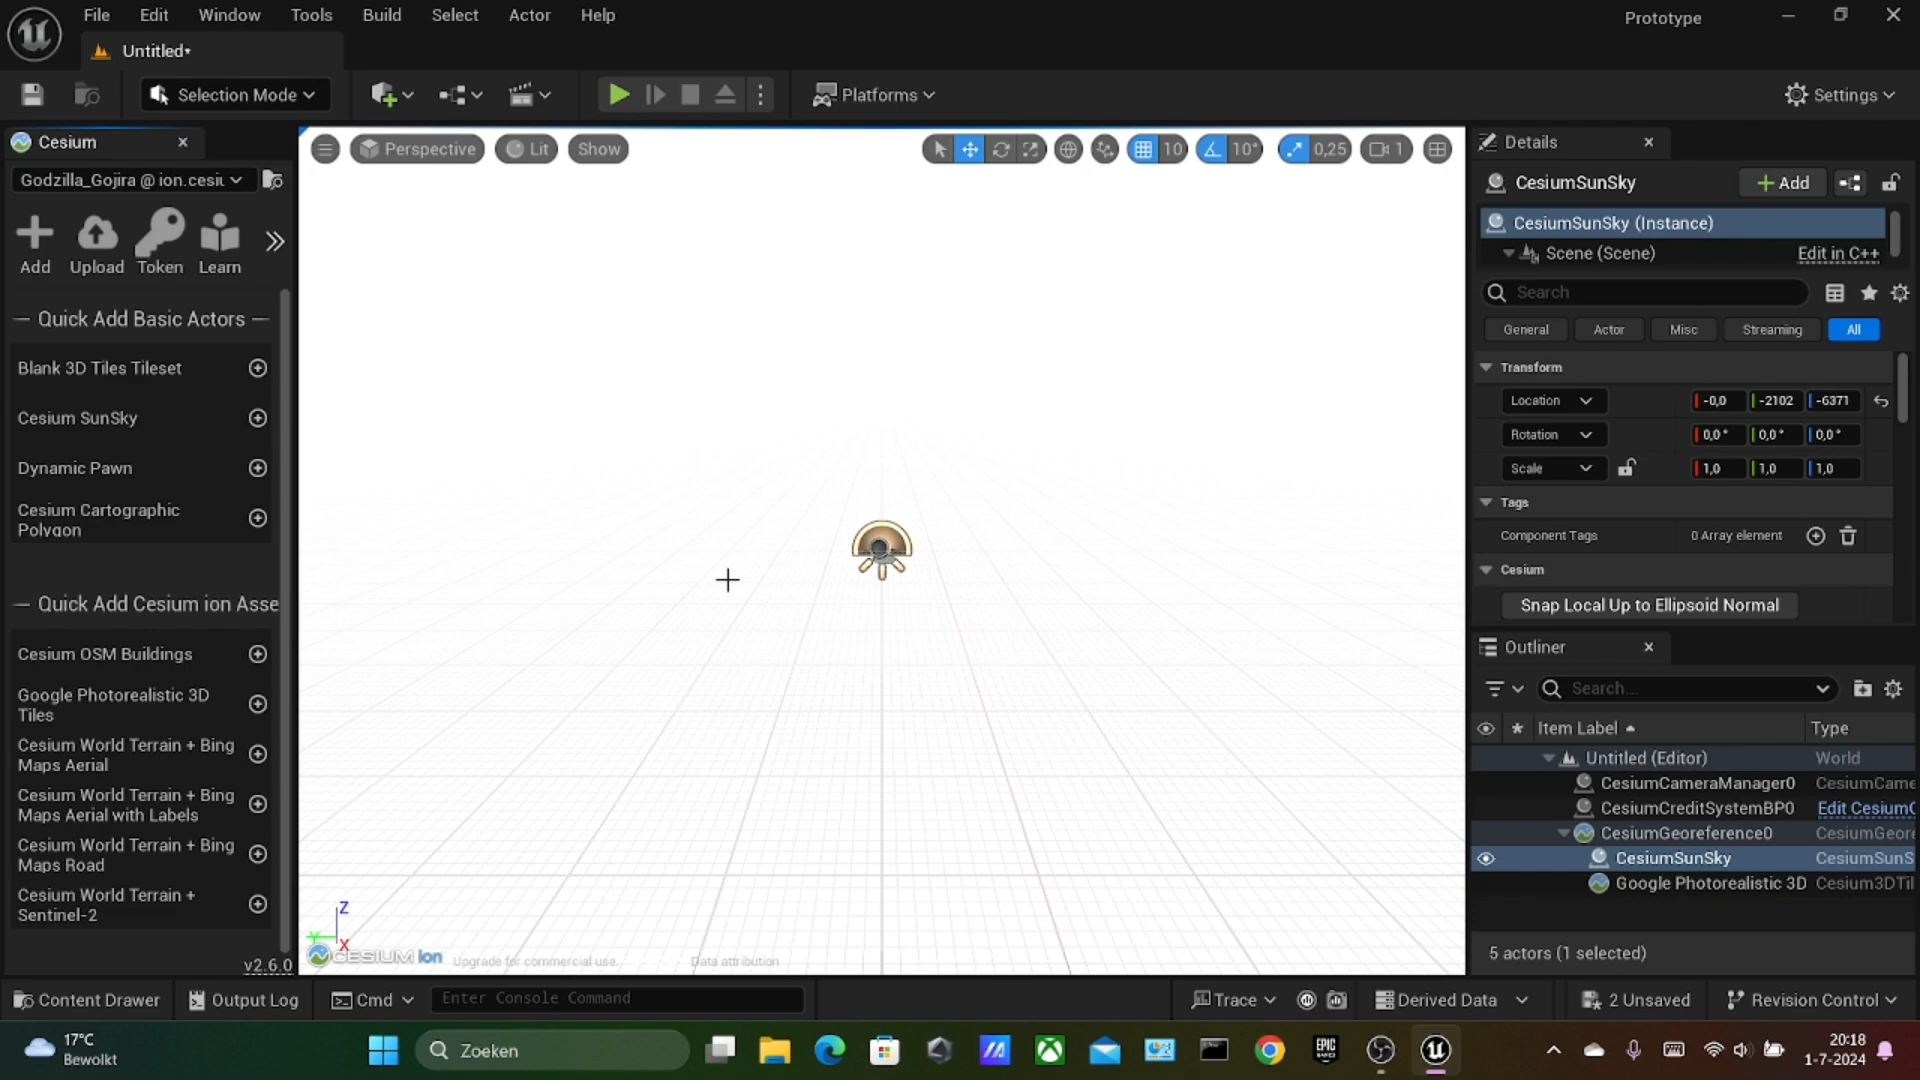 File Edit Window Tools Build Select Actor Help
Prototype
Untitled•
Selection Mode
Platforms
Settings
Cesium
Godzilla_Gojira @ ion.cesiu
Add Upload Token Learn
Quick Add Basic Actors
Blank 3D Tiles Tileset
Cesium SunSky
Dynamic Pawn
Cesium Cartographic
Polygon
Quick Add Cesium ion Asse
Cesium OSM Buildings
Google Photorealistic 3D
Tiles
Cesium World Terrain + Bing
Maps Aerial
Cesium World Terrain + Bing
Maps Aerial with Labels
Cesium World Terrain + Bing
Maps Road
Cesium World Terrain +
Sentinel-2
v2.6.0
Perspective Lit Show
10 10° 0,25 1
Z
Y
X
CESIUM ion Upgrade for commercial use. Data attribution
Details
CesiumSunSky
Add
CesiumSunSky (Instance)
Scene (Scene) Edit in C++
Search
General Actor Misc Streaming All
Transform
Location -0,0 -2102 -6371
Rotation 0,0° 0,0° 0,0°
Scale 1,0 1,0 1,0
Tags
Component Tags 0 Array element
Cesium
Snap Local Up to Ellipsoid Normal
Outliner
Search...
Item Label Type
Untitled (Editor) World
CesiumCameraManager0 CesiumCame
CesiumCreditSystemBP0 Edit CesiumC
CesiumGeoreference0 CesiumGeore
CesiumSunSky CesiumSunS
Google Photorealistic 3D Cesium3DTil
5 actors (1 selected)
Content Drawer Output Log Cmd Enter Console Command Trace Derived Data 2 Unsaved Revision Control
17°C
Bewolkt
Zoeken
EPIC
GAMES
20:18
1-7-2024